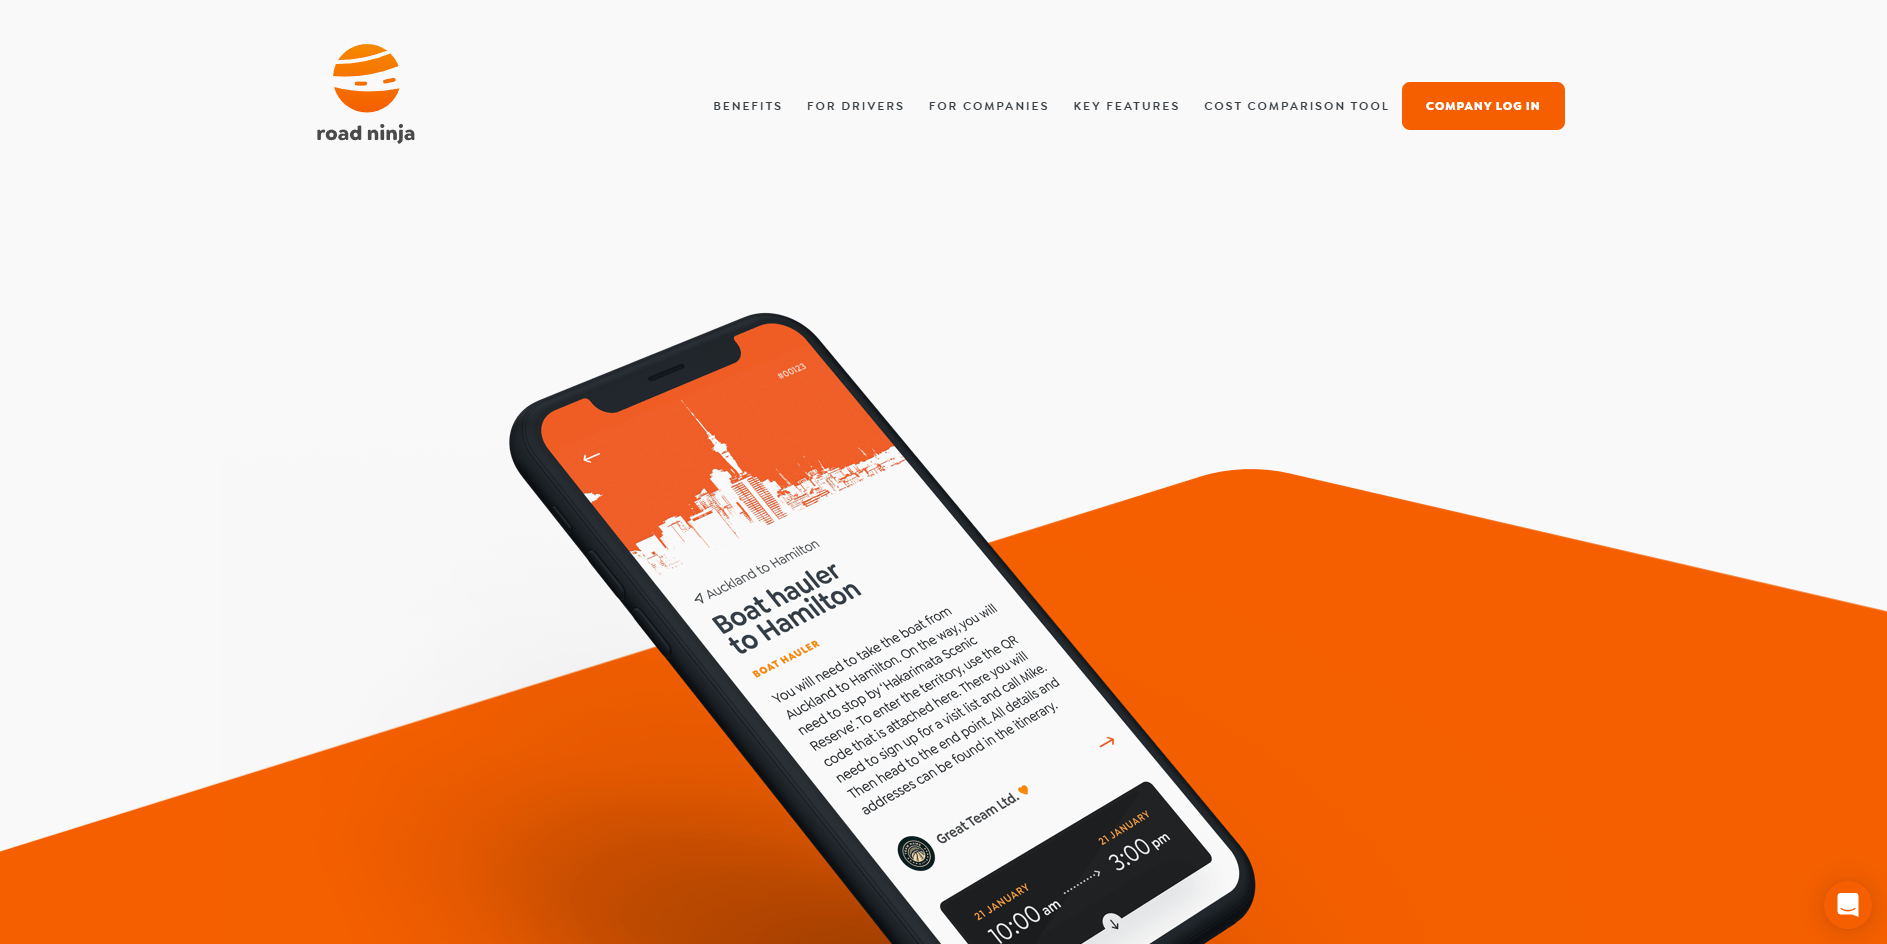 road ninja
BENEFITS
FOR DRIVERS
FOR COMPANIES
KEY FEATURES
COST COMPARISON TOOL
COMPANY LOG IN
#00123
Auckland to Hamilton
Boat hauler
to Hamilton
BOAT HAULER
You will need to take the boat from
Auckland to Hamilton. On the way, you will
need to stop by 'Hakarimata Scenic
Reserve'. To enter the territory, use the QR
code that is attached here. There you will
need to sign up for a visit list and call Mike.
Then head to the end point. All details and
addresses can be found in the itinerary.
Great Team Ltd.
21 JANUARY
10:00 am
21 JANUARY
3:00 pm